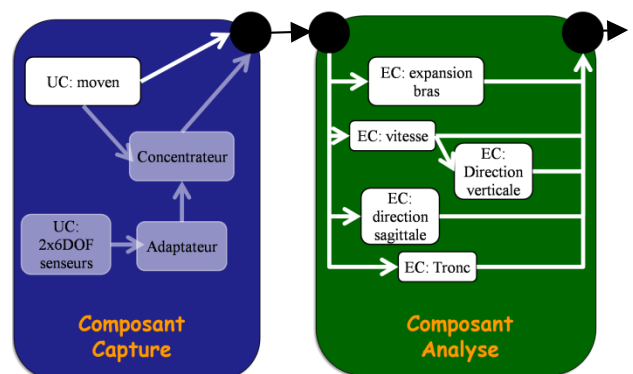 UC: moven
Concentrateur
UC:
2x6DOF
senseurs
Adaptateur
Composant
Capture
EC: expansion
bras
EC: vitesse
EC:
Direction
verticale
EC:
direction
sagittale
EC: Tronc
Composant
Analyse